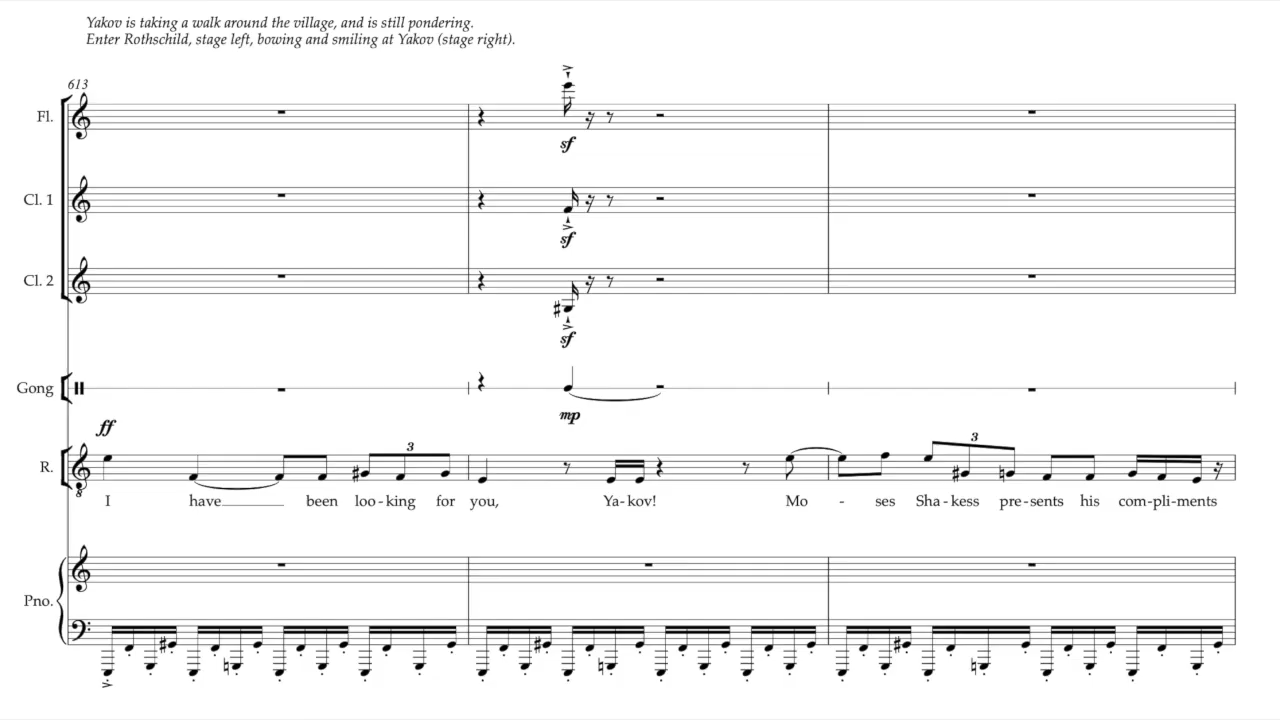 Yakov is taking a walk around the village, and is still pondering.
Enter Rothschild, stage left, bowing and smiling at Yakov (stage right).
613
Fl.
sf
Cl. 1
sf
Cl. 2
sf
Gong
mp
ff
3
3
R.
8
I have been loo - king for you, Ya - kov! Mo - ses Sha - kess pre - sents his com - pli - ments
Pno.